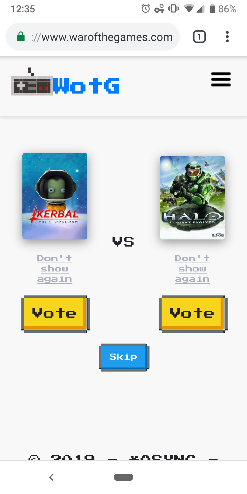 12:35
://www.warofthegames.com
1
WotG
KERBAL
HALO
VS
Don't show again
Don't show again
Vote
Vote
Skip
© 2019 - *ASYNC -